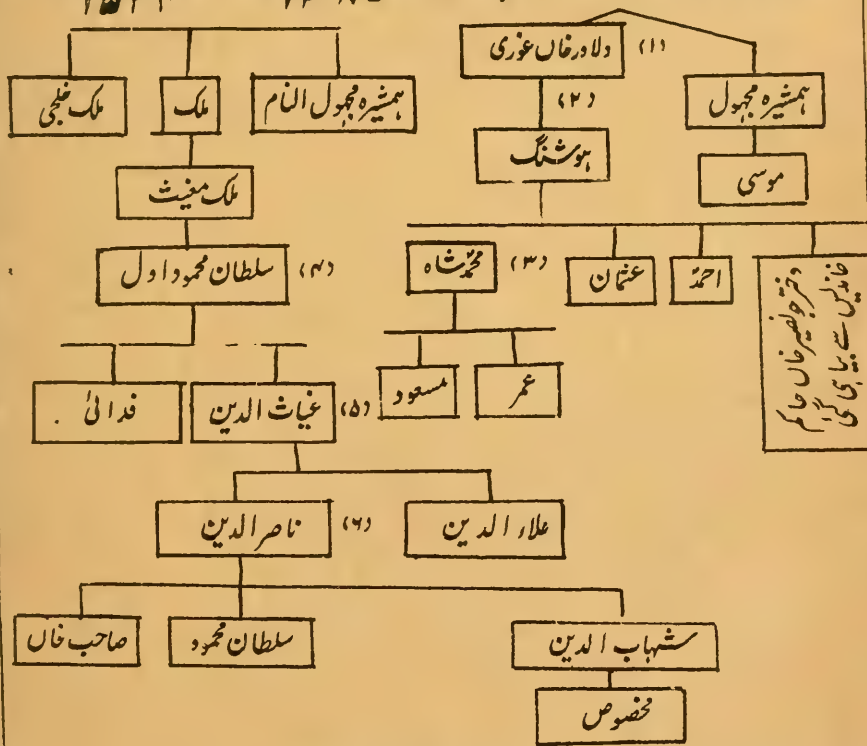 دلاور خاں غوری (۱)
ہمشیرہ مجہول النام
ملک
ملک خلجی
(۲)
ہمشیرہ مجہول
ہوشنگ
موسی
ملک مغیث
دختر جو نصیر خاں حاکم
خاندیس سے بیاہی گئی
احمد
عثمان
(۳) محمد شاہ
(۴) سلطان محمود اول
عمر
مسعود
(۵) غیاث الدین
فدائی
علاء الدین
(۶) ناصر الدین
شہاب الدین
سلطان محمود
صاحب خاں
مخصوص